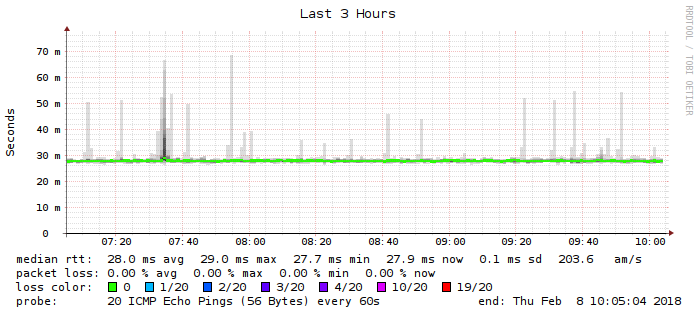 Last 3 Hours
RRDTOOL / TOBI OETIKER
Seconds
70 m
60 m
50 m
40 m
30 m
20 m
10 m
0
07:20 07:40 08:00 08:20 08:40 09:00 09:20 09:40 10:00
median rtt: 28.0 ms avg 29.0 ms max 27.7 ms min 27.9 ms now 0.1 ms sd 203.6 am/s
packet loss: 0.00 % avg 0.00 % max 0.00 % min 0.00 % now
loss color: 0 1/20 2/20 3/20 4/20 10/20 19/20
probe: 20 ICMP Echo Pings (56 Bytes) every 60s end: Thu Feb 8 10:05:04 2018